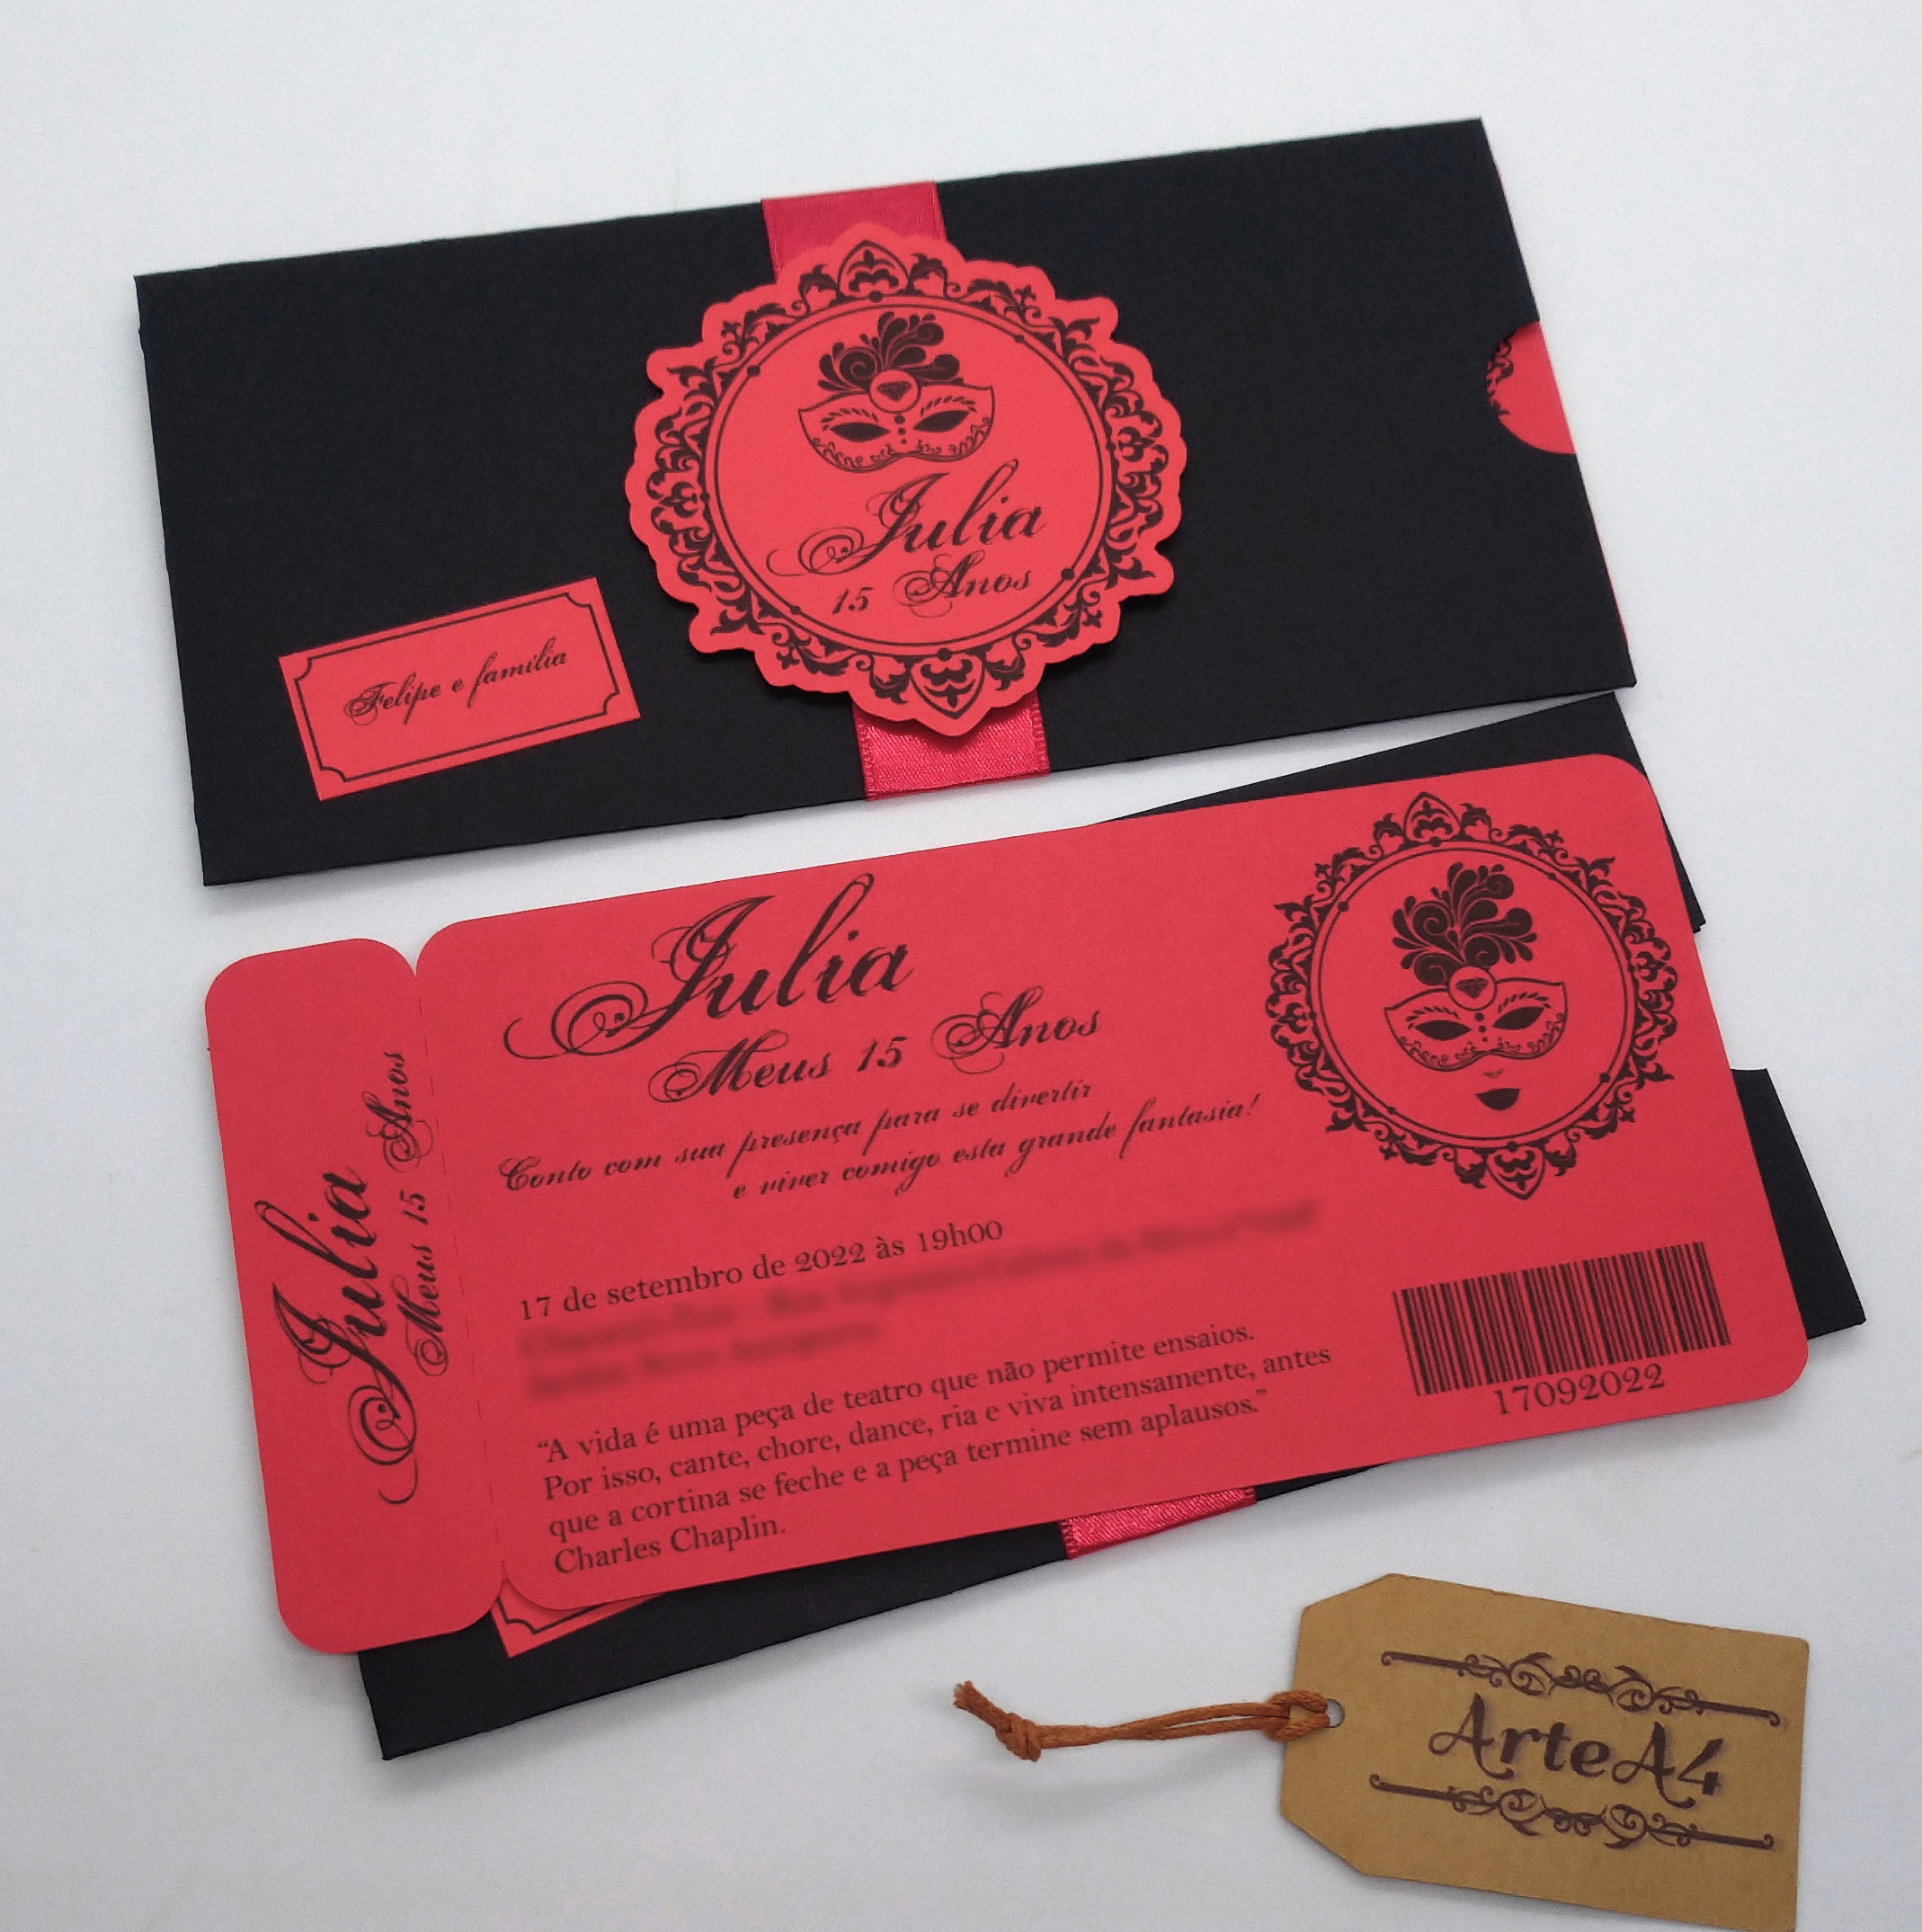 Julia
15 Anos
Felipe e família
Julia
Meus 15 Anos
Julia
Meus 15 Anos
Conto com sua presença para se divertir
e viver comigo esta grande fantasia!
17 de setembro de 2022 às 19h00
“A vida é uma peça de teatro que não permite ensaios.
Por isso, cante, chore, dance, ria e viva intensamente, antes
que a cortina se feche e a peça termine sem aplausos.”
Charles Chaplin.
17092022
ArteA4